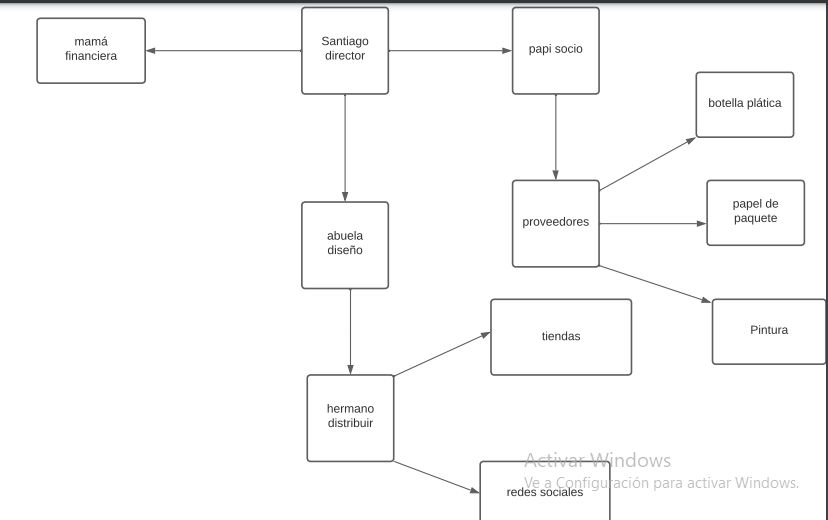 mamá
financiera
Santiago
director
papi socio
botella plática
papel de
paquete
proveedores
abuela
diseño
Pintura
tiendas
hermano
distribuir
redes sociales
Activar Windows
Ve a Configuración para activar Windows.